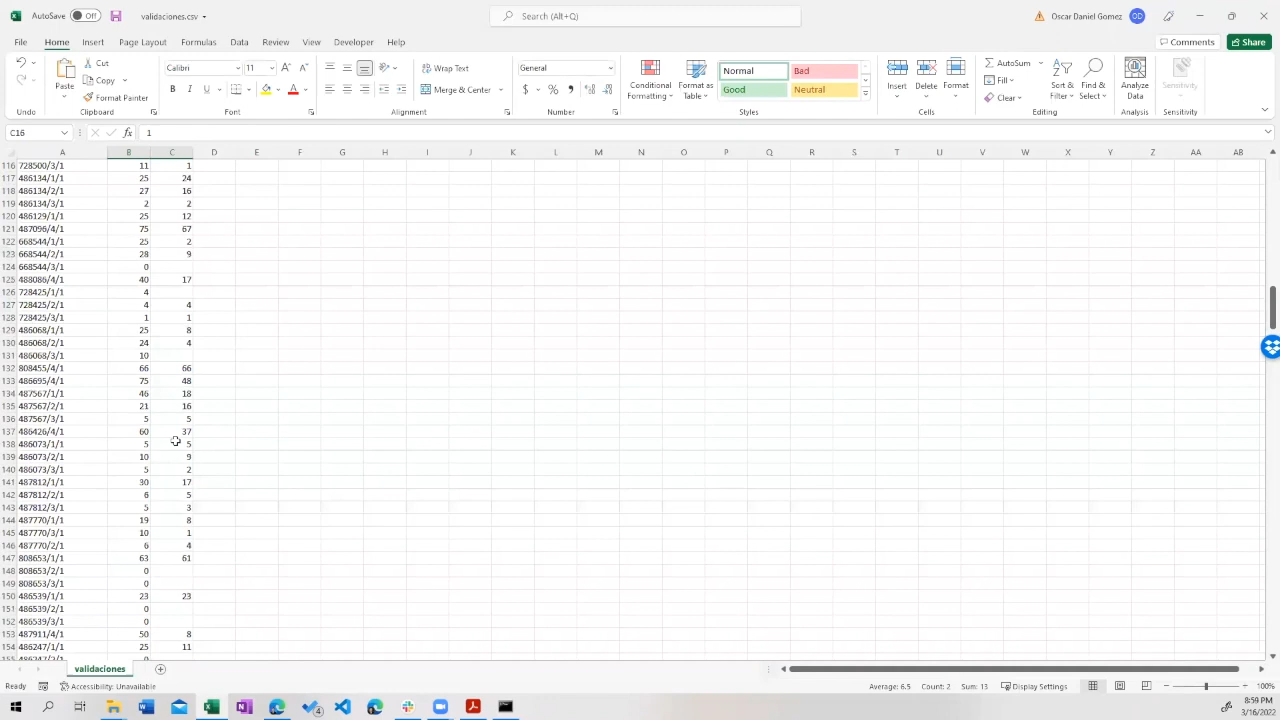 AutoSave Off validaciones.csv Search (Alt+Q) Oscar Daniel Gomez OD
File Home Insert Page Layout Formulas Data Review View Developer Help Comments Share
Cut Calibri 11 Wrap Text General Normal Bad AutoSum
Copy Fill
Paste Format Painter Merge & Center Conditional Formatting Format as Table Good Neutral Insert Delete Format Clear Sort & Filter Find & Select Analyze Data Sensitivity
Undo Clipboard Font Alignment Number Styles Cells Editing Analysis Sensitivity
C16 fx 1
A B C D E F G H I J K L M N O P Q R S T U V W X Y Z AA AB
116 728500/3/1 11 1
117 486134/1/1 25 24
118 486134/2/1 27 16
119 486134/3/1 2 2
120 486129/1/1 25 12
121 487096/4/1 75 67
122 668544/1/1 25 2
123 668544/2/1 28 9
124 668544/3/1 0
125 488086/4/1 40 17
126 728425/1/1 4
127 728425/2/1 4 4
128 728425/3/1 1 1
129 486068/1/1 25 8
130 486068/2/1 24 4
131 486068/3/1 10
132 808455/4/1 66 66
133 486695/4/1 75 48
134 487567/1/1 46 18
135 487567/2/1 21 16
136 487567/3/1 5 5
137 486426/4/1 60 37
138 486073/1/1 5 5
139 486073/2/1 10 9
140 486073/3/1 5 2
141 487812/1/1 30 17
142 487812/2/1 6 5
143 487812/3/1 5 3
144 487770/1/1 19 8
145 487770/1/1 10 1
146 487770/2/1 6 4
147 808653/1/1 63 61
148 808653/2/1 0
149 808653/3/1 0
150 486539/1/1 23 23
151 486539/2/1 0
152 486539/3/1 0
153 487911/4/1 50 8
154 486247/1/1 25 11
validaciones
Ready Accessibility: Unavailable Average: 6.5 Count: 2 Sum: 13 Display Settings 100%
8:59 PM
3/16/2022